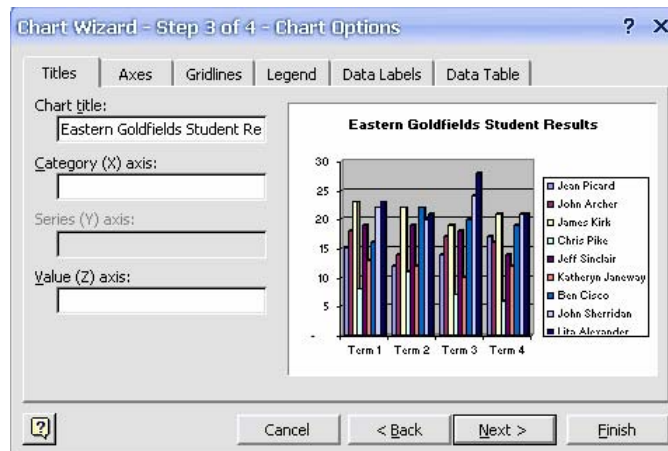 Chart Wizard - Step 3 of 4 - Chart Options
Titles
Axes
Gridlines
Legend
Data Labels
Data Table
Chart title:
Eastern Goldfields Student Re
Category (X) axis:
Series (Y) axis:
Value (Z) axis:
Eastern Goldfields Student Results
30
25
20
15
10
5
-
Term 1 Term 2 Term 3 Term 4
Jean Picard
John Archer
James Kirk
Chris Pike
Jeff Sinclair
Katheryn Janeway
Ben Cisco
John Sherridan
Lita Alexander
Cancel
< Back
Next >
Finish